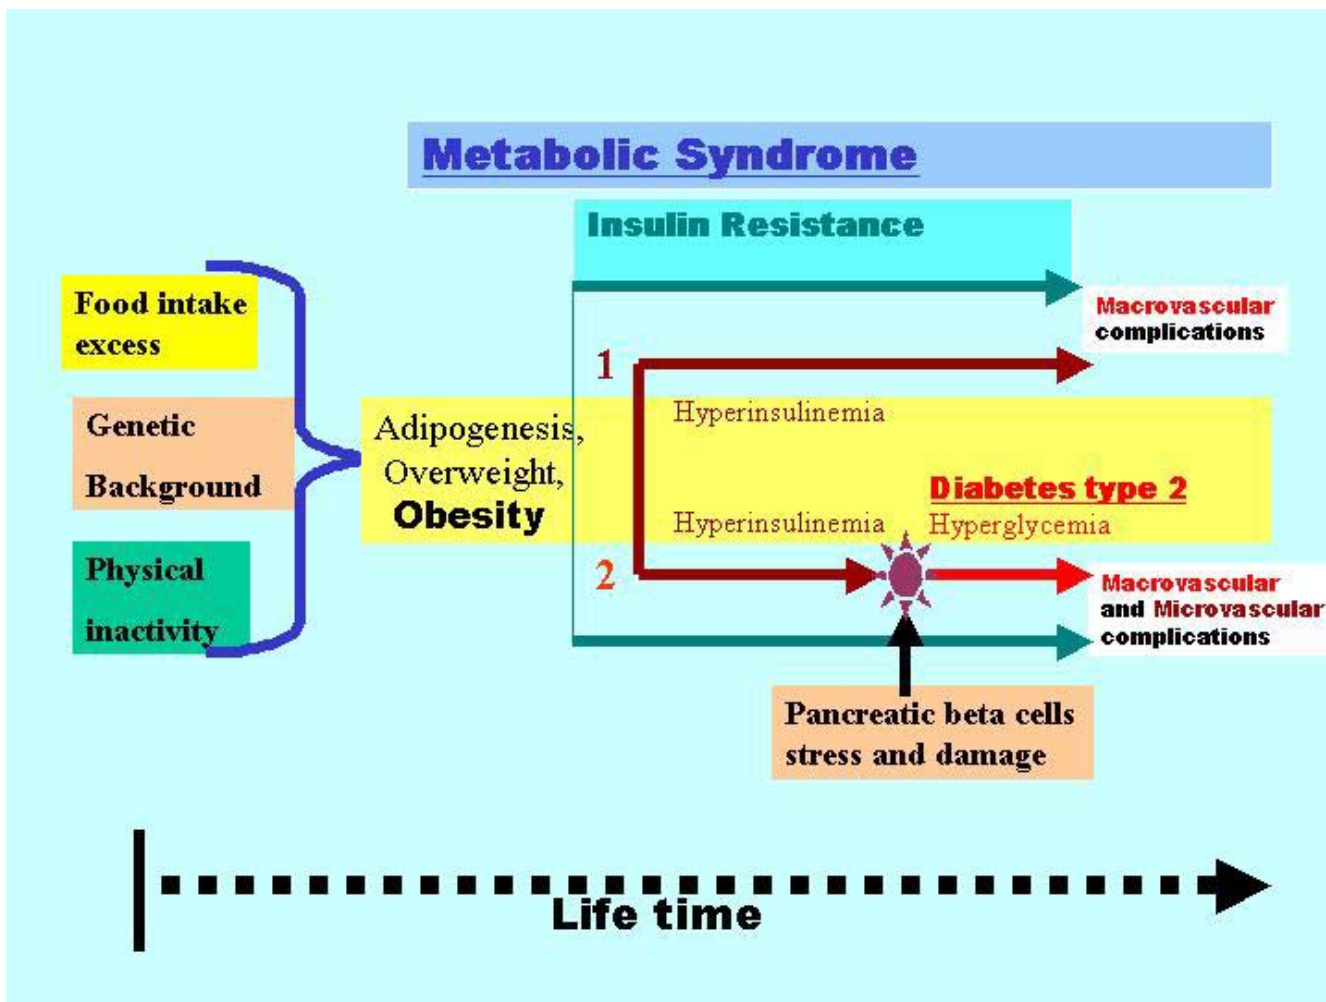 Metabolic Syndrome
Insulin Resistance
Food intake
excess
Genetic
Background
Physical
inactivity
Adipogenesis,
Overweight,
Obesity
1
Hyperinsulinemia
Macrovascular
complications
Hyperinsulinemia
2
Diabetes type 2
Hyperglycemia
Macrovascular
and Microvascular
complications
Pancreatic beta cells
stress and damage
Life time